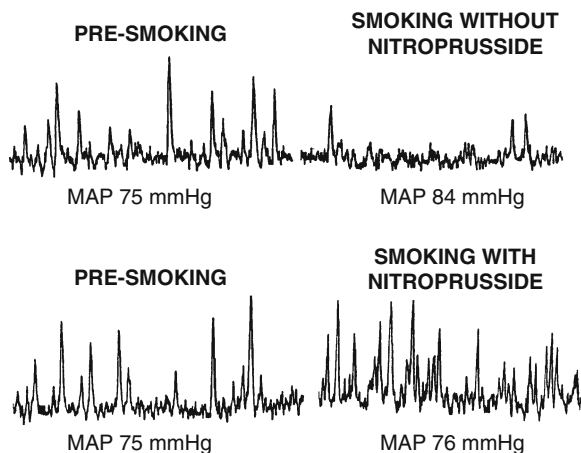 PRE-SMOKING
SMOKING WITHOUT
NITROPRUSSIDE
MAP 75 mmHg
MAP 84 mmHg
PRE-SMOKING
SMOKING WITH
NITROPRUSSIDE
MAP 75 mmHg
MAP 76 mmHg